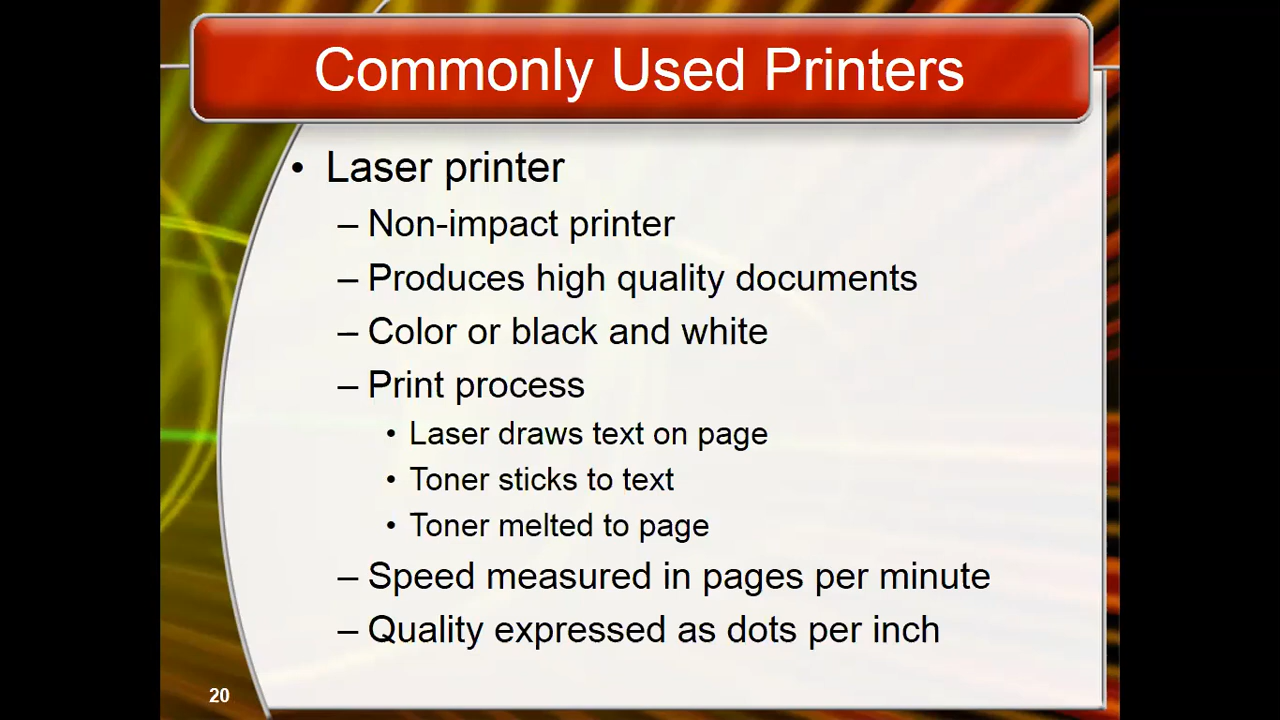 Commonly Used Printers
• Laser printer
– Non-impact printer
– Produces high quality documents
– Color or black and white
– Print process
• Laser draws text on page
• Toner sticks to text
• Toner melted to page
– Speed measured in pages per minute
– Quality expressed as dots per inch
20